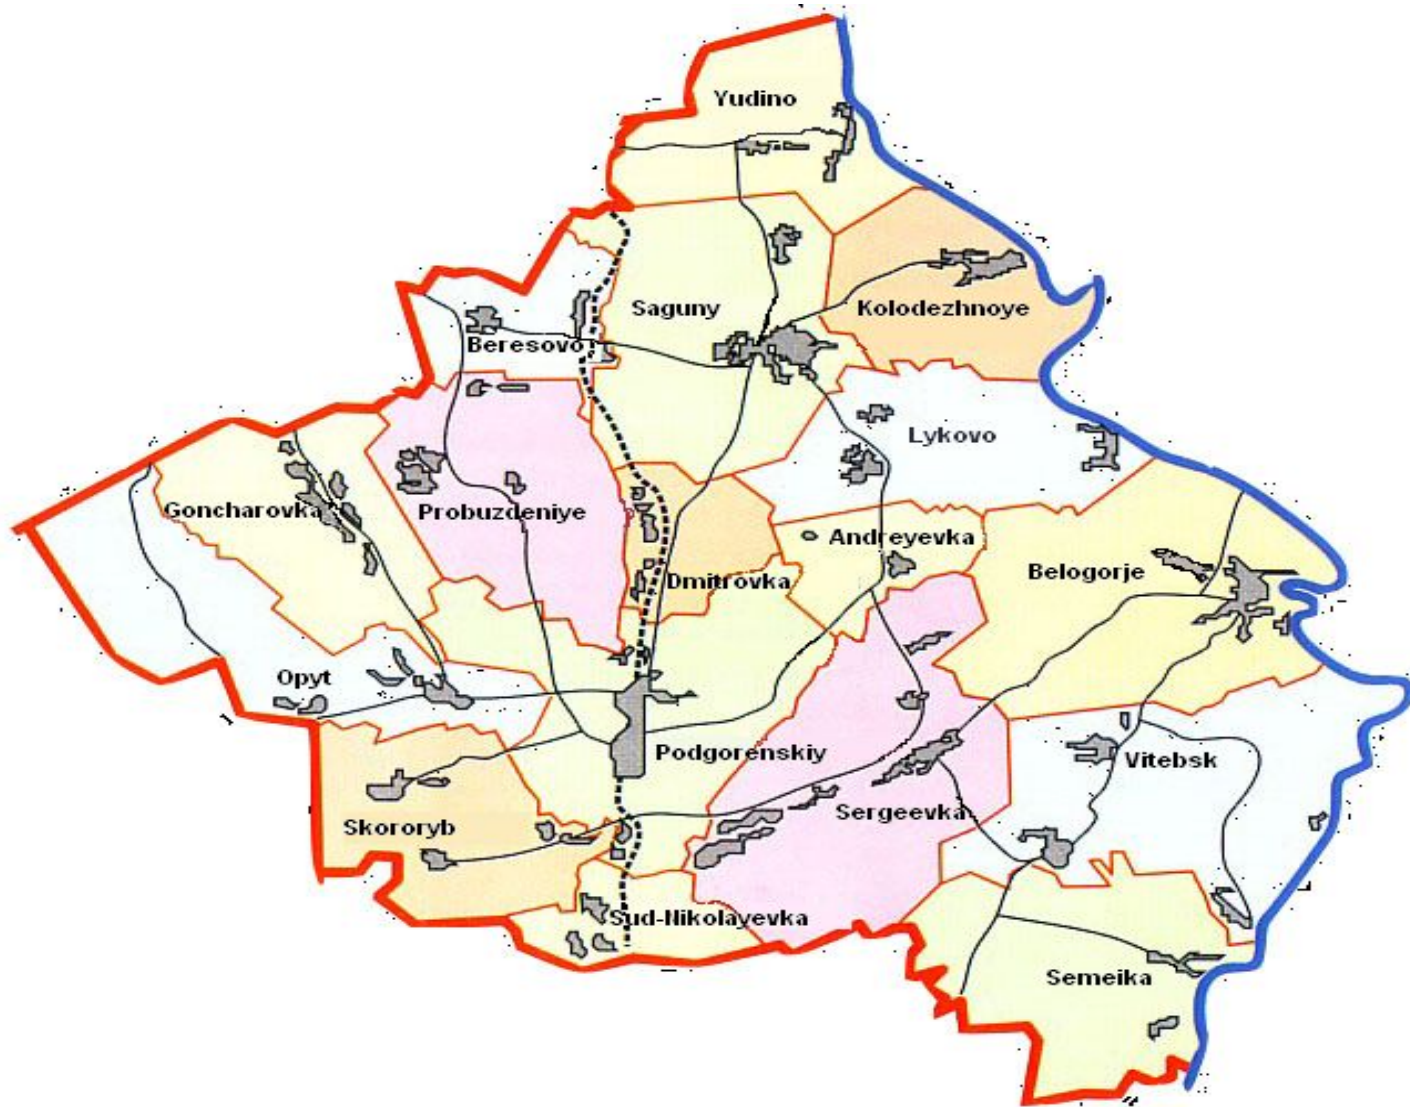 Yudino
Saguny
Kolodezhnoye
Beresovo
Lykovo
Goncharovka
Probuzdeniye
Andreyevka
Dmitrovka
Belogorje
Opyt
Podgorenskiy
Vitebsk
Skororyb
Sergeevka
Sud-Nikolayevka
Semeika